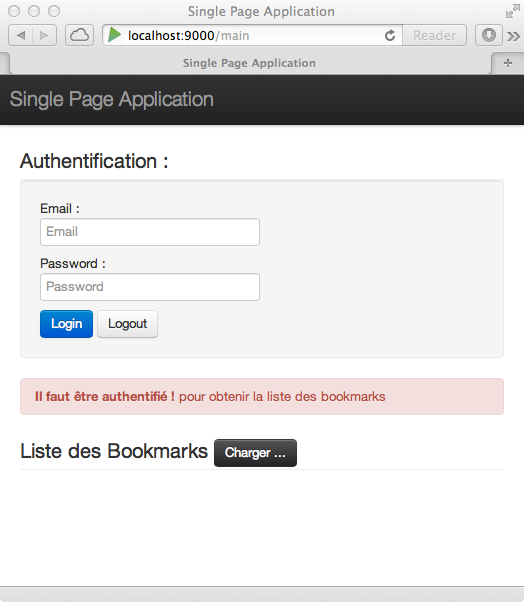 Single Page Application
localhost:9000/main
Reader
Single Page Application
Single Page Application
Authentification :
Email :
Email
Password :
Password
Login Logout
Il faut être authentifié ! pour obtenir la liste des bookmarks
Liste des Bookmarks Charger ...